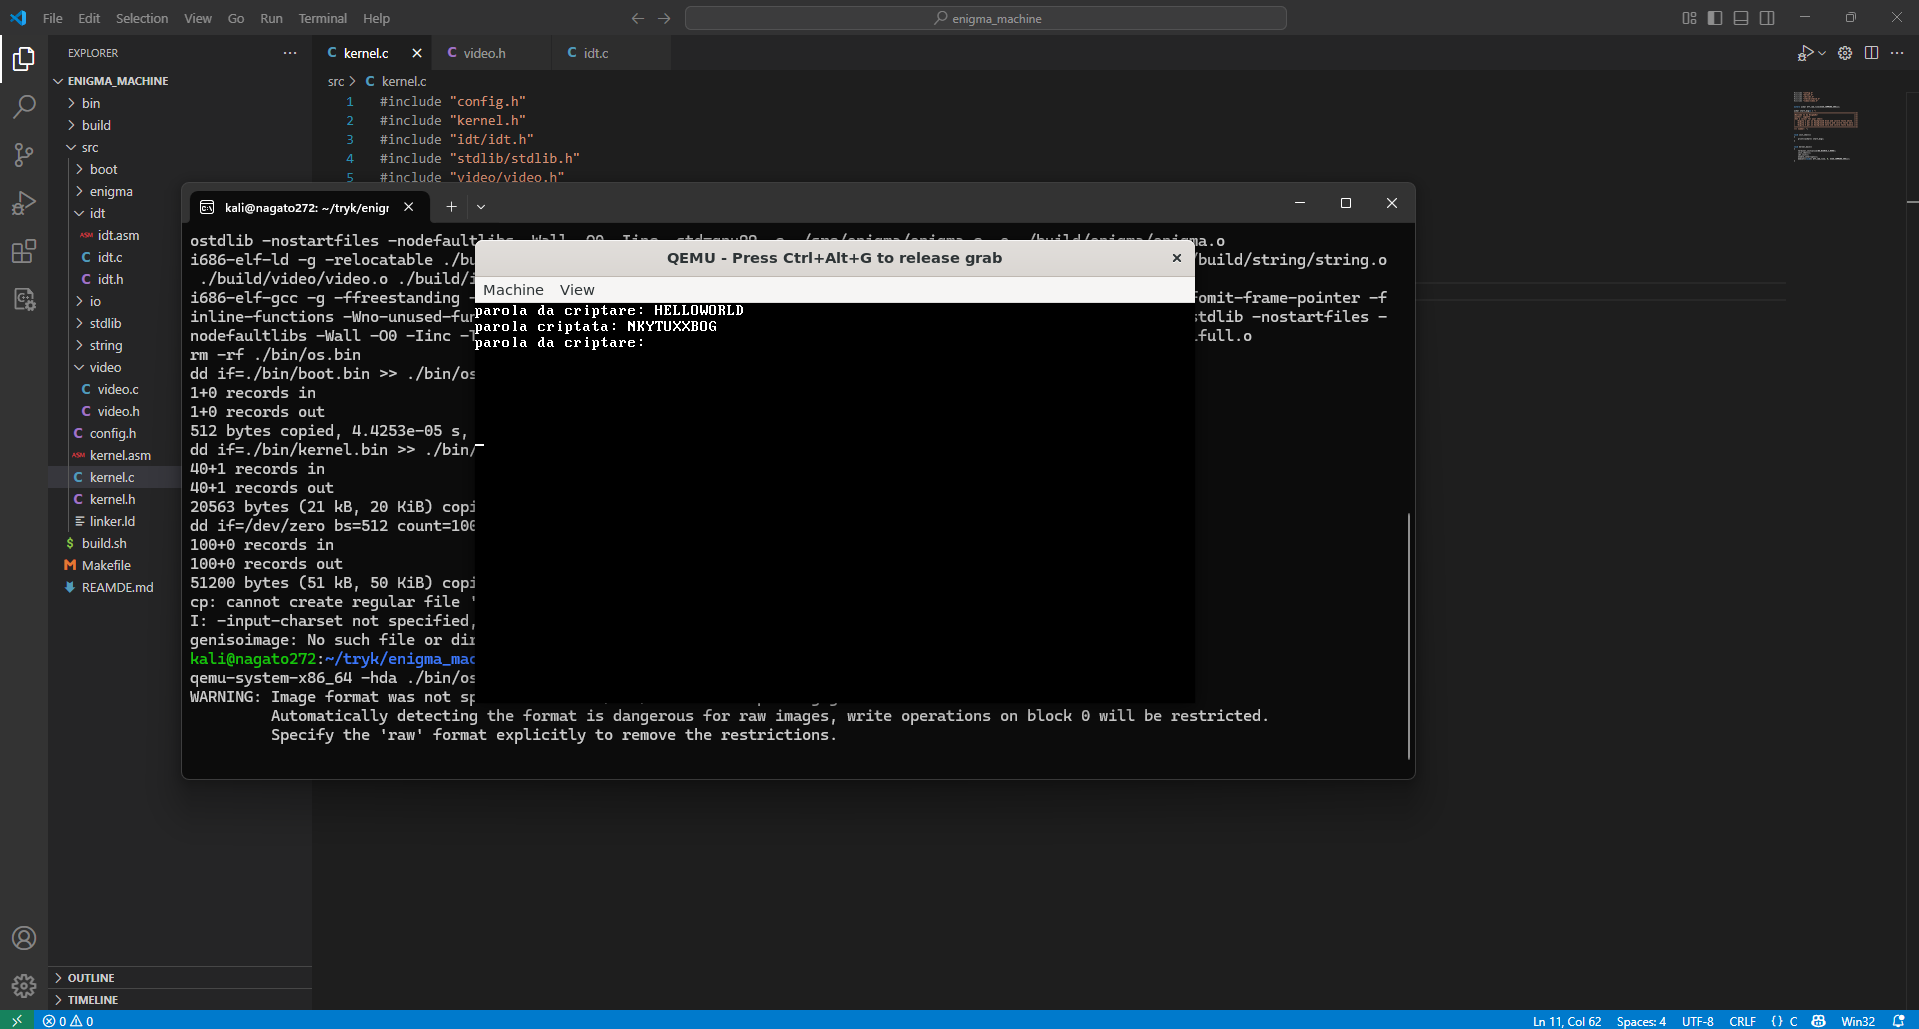 File Edit Selection View Go Run Terminal Help
enigma_machine
EXPLORER
ENIGMA_MACHINE
bin
build
src
boot
enigma
idt
ASM idt.asm
C idt.c
C idt.h
io
stdlib
string
video
C video.c
C video.h
C config.h
ASM kernel.asm
C kernel.c
C kernel.h
linker.ld
$ build.sh
M Makefile
REAMDE.md
OUTLINE
TIMELINE
C kernel.c
C video.h
C idt.c
src > C kernel.c
1 #include "config.h"
2 #include "kernel.h"
3 #include "idt/idt.h"
4 #include "stdlib/stdlib.h"
5 #include "video/video.h"
kali@nagato272: ~/tryk/enigr
ostdlib -nostartfiles -nodefaultlibs -Wall -O0 -Iinc -std=gnu99 -c ./src/enigma/enigma.c -o ./build/enigma/enigma.o
i686-elf-ld -g -relocatable ./bu
/build/string/string.o
./build/video/video.o ./build/i
i686-elf-gcc -g -ffreestanding -
omit-frame-pointer -f
inline-functions -Wno-unused-fun
stdlib -nostartfiles -
nodefaultlibs -Wall -O0 -Iinc -T
full.o
rm -rf ./bin/os.bin
dd if=./bin/boot.bin >> ./bin/os
1+0 records in
1+0 records out
512 bytes copied, 4.4253e-05 s,
dd if=./bin/kernel.bin >> ./bin/
40+1 records in
40+1 records out
20563 bytes (21 kB, 20 KiB) copi
dd if=/dev/zero bs=512 count=100
100+0 records in
100+0 records out
51200 bytes (51 kB, 50 KiB) copi
cp: cannot create regular file '
I: -input-charset not specified,
genisoimage: No such file or dir
kali@nagato272:~/tryk/enigma_mac
qemu-system-x86_64 -hda ./bin/os
WARNING: Image format was not sp
Automatically detecting the format is dangerous for raw images, write operations on block 0 will be restricted.
Specify the 'raw' format explicitly to remove the restrictions.
QEMU - Press Ctrl+Alt+G to release grab
Machine View
parola da criptare: HELLOWORLD
parola criptata: NKYTUXXBOG
parola da criptare:
0 0
Ln 11, Col 62 Spaces: 4 UTF-8 CRLF {} C Win32